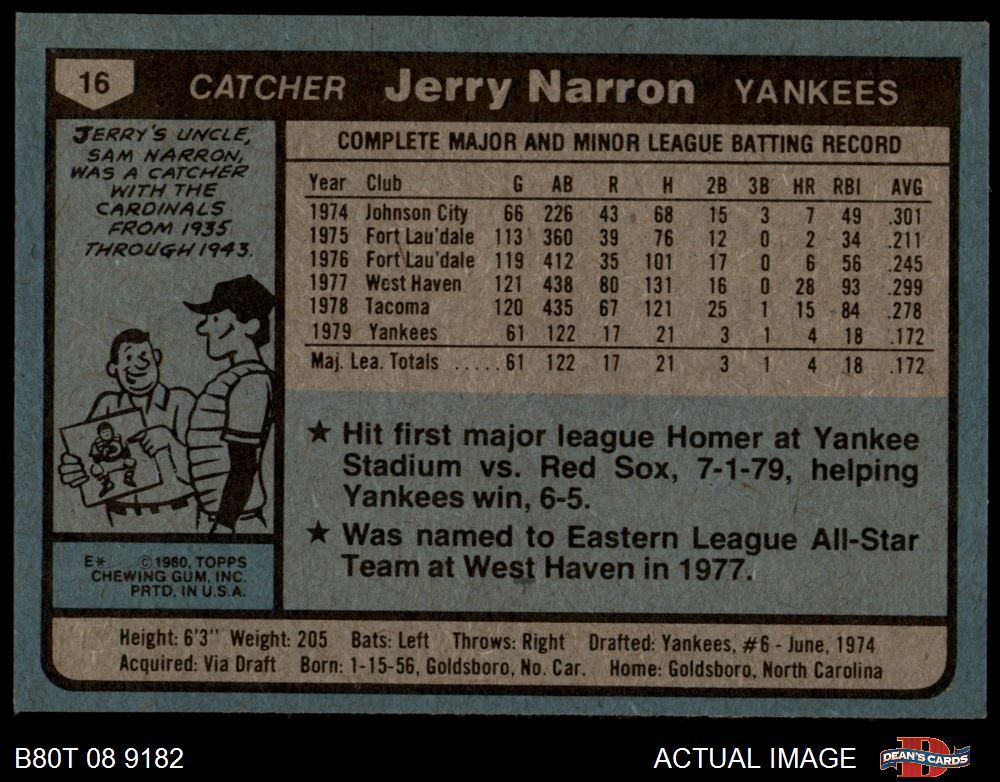 16 CATCHER Jerry Narron YANKEES
JERRY'S UNCLE,
SAM NARRON,
WAS A CATCHER
WITH THE
CARDINALS
FROM 1935
THROUGH 1943.
E* ©1980, TOPPS
CHEWING GUM, INC.
PRTD. IN U.S.A.
COMPLETE MAJOR AND MINOR LEAGUE BATTING RECORD
Year Club G AB R H 2B 3B HR RBI AVG
1974 Johnson City 66 226 43 68 15 3 7 49 .301
1975 Fort Lau'dale 113 360 39 76 12 0 2 34 .211
1976 Fort Lau'dale 119 412 35 101 17 0 6 56 .245
1977 West Haven 121 438 80 131 16 0 28 93 .299
1978 Tacoma 120 435 67 121 25 1 15 84 .278
1979 Yankees 61 122 17 21 3 1 4 18 .172
Maj. Lea. Totals .....61 122 17 21 3 1 4 18 .172
★ Hit first major league Homer at Yankee
Stadium vs. Red Sox, 7-1-79, helping
Yankees win, 6-5.
★ Was named to Eastern League All-Star
Team at West Haven in 1977.
Height: 6'3" Weight: 205 Bats: Left Throws: Right Drafted: Yankees, #6 - June, 1974
Acquired: Via Draft Born: 1-15-56, Goldsboro, No. Car. Home: Goldsboro, North Carolina
B80T 08 9182 ACTUAL IMAGE DEAN'S CARDS